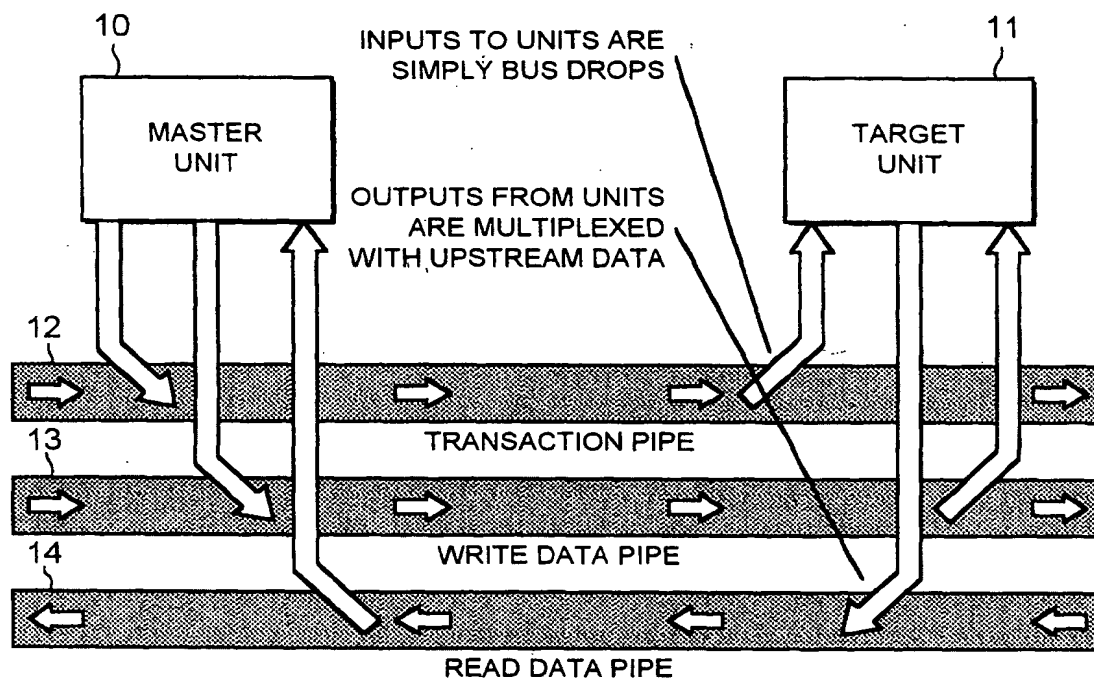 10
11
INPUTS TO UNITS ARE
SIMPLY BUS DROPS
MASTER
UNIT
TARGET
UNIT
OUTPUTS FROM UNITS
ARE MULTIPLEXED
WITH UPSTREAM DATA
12
TRANSACTION PIPE
13
WRITE DATA PIPE
14
READ DATA PIPE